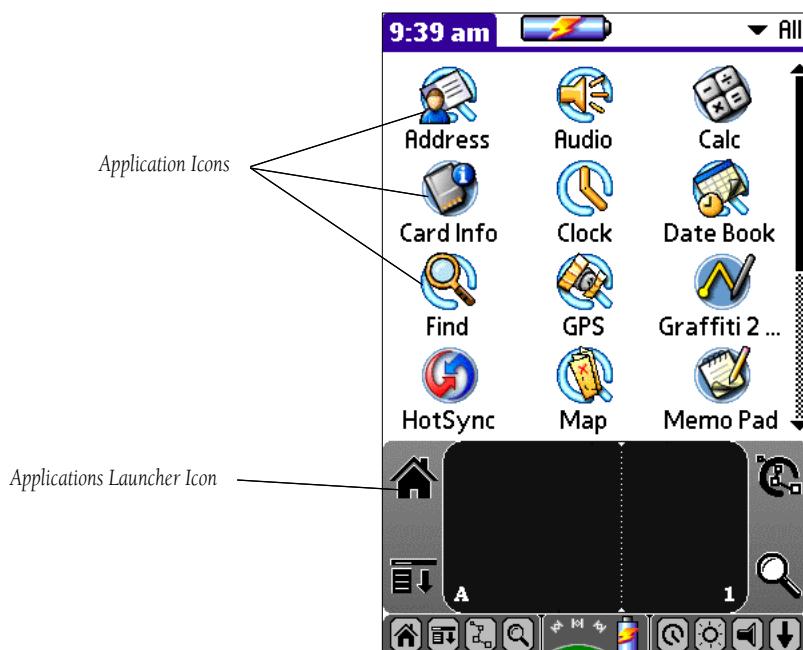 9:39 am
All
Address Audio Calc
Application Icons
Card Info Clock Date Book
Find GPS Graffiti 2 ...
HotSync Map Memo Pad
Applications Launcher Icon
A 1